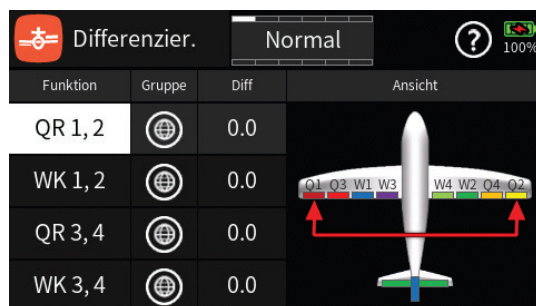 Differenzier.
Normal
?
100%
Funktion Gruppe Diff Ansicht
QR 1, 2 0.0
WK 1, 2 0.0
QR 3, 4 0.0
WK 3, 4 0.0
Q1 Q3 W1 W3 W4 W2 Q4 Q2